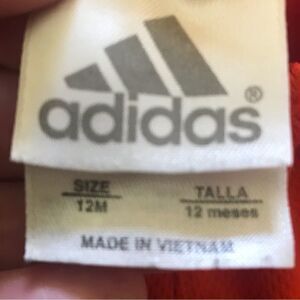 adidas®
SIZE TALLA
12M 12 meses
MADE IN VIETNAM